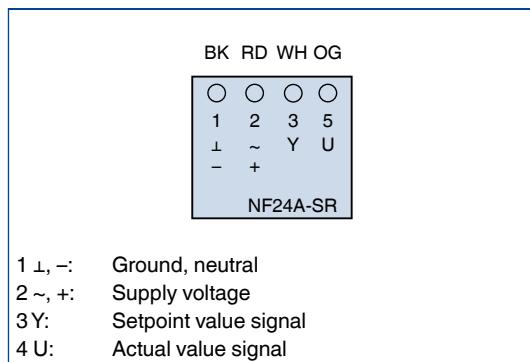 BK RD WH OG
1 2 3 5
⊥ ~ Y U
– +
NF24A-SR
1 ⊥, –: Ground, neutral
2 ~, +: Supply voltage
3 Y: Setpoint value signal
4 U: Actual value signal